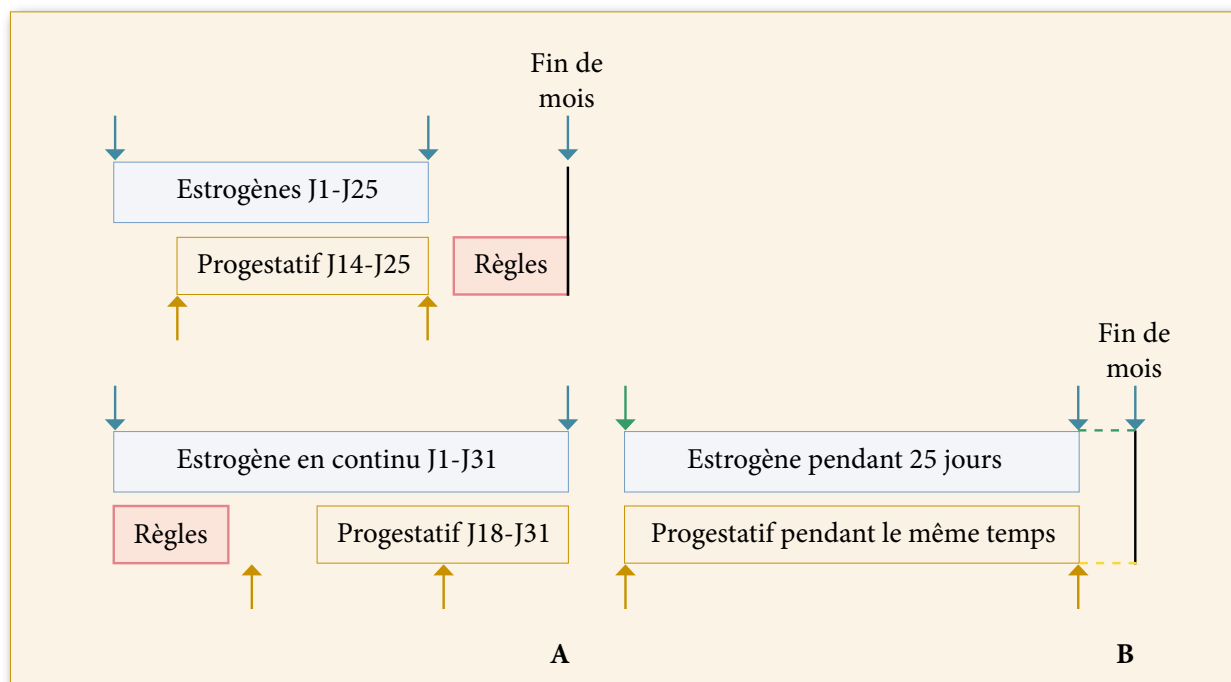 Fin de
mois
Estrogènes J1-J25
Progestatif J14-J25
Règles
Fin de
mois
Estrogène en continu J1-J31
Estrogène pendant 25 jours
Règles
Progestatif J18-J31
Progestatif pendant le même temps
A
B